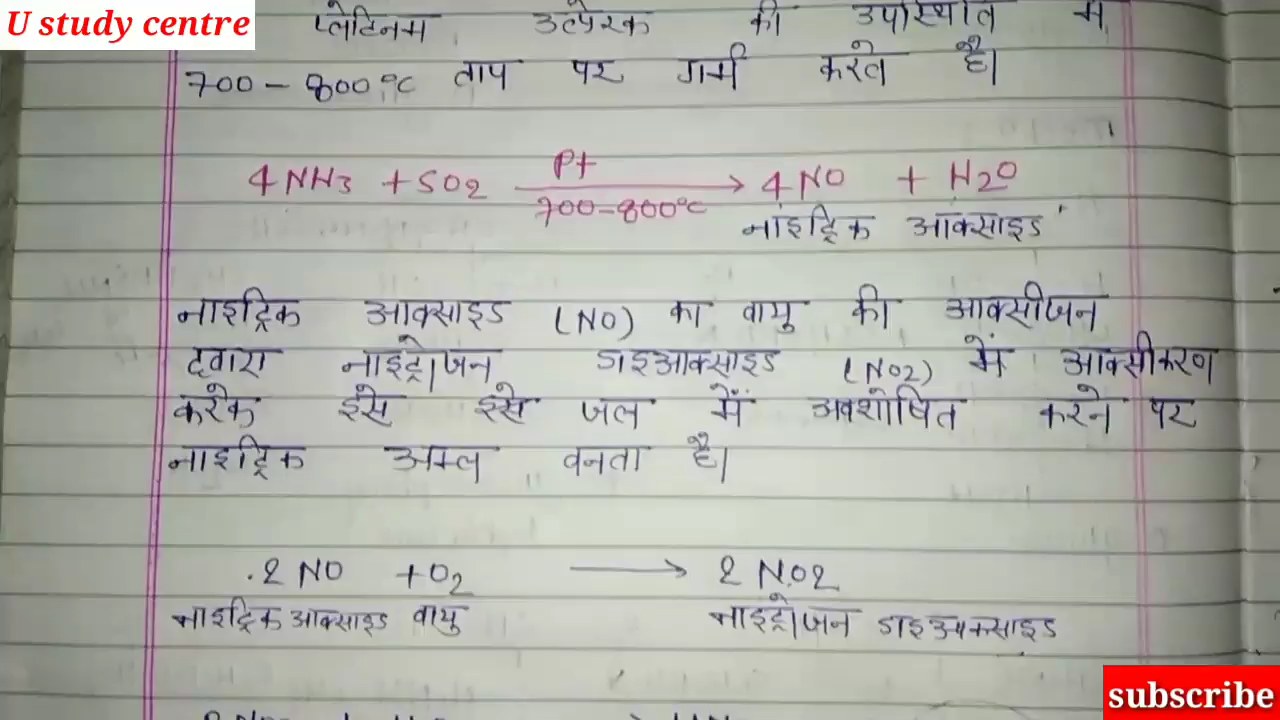 U study centre
प्लेटिनम उत्प्रेरक की उपस्थिति में
700 - 800°C ताप पर गर्म करते है।
4NH3 + SO2 Pt 700-800°C → 4NO + H2O
नाइट्रिक आक्साइड
नाइट्रिक आक्साइड (NO) का वायु की आक्सीजन
द्वारा नाइट्रोजन डाइआक्साइड (NO2) में आक्सीकरण
करके इसे इसे जल में अवशोषित करने पर
नाइट्रिक अम्ल बनता है।
2NO + O2 → 2NO2
नाइट्रिक आक्साइड वायु नाइट्रोजन डाइआक्साइड
subscribe